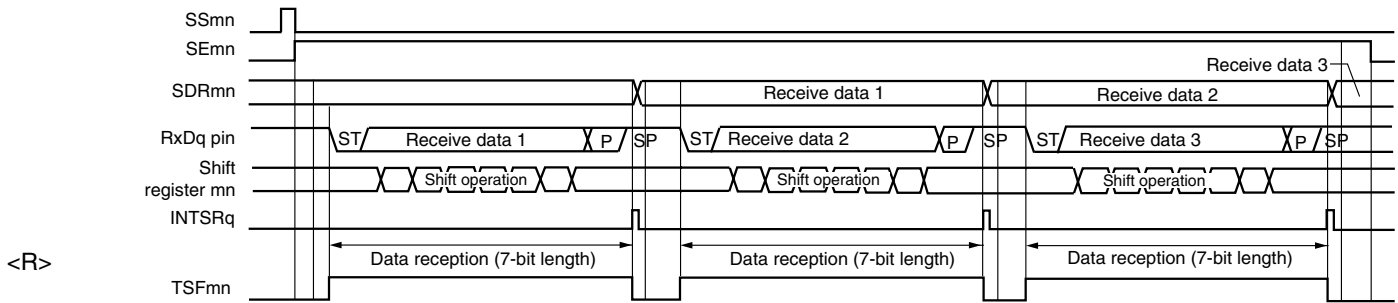 SSmn
SEmn
Receive data 3
SDRmn
Receive data 1
Receive data 2
RxDq pin
ST
Receive data 1
P
SP
ST
Receive data 2
P
SP
ST
Receive data 3
P
SP
Shift
register mn
Shift operation
Shift operation
Shift operation
INTSRq
Data reception (7-bit length)
Data reception (7-bit length)
Data reception (7-bit length)
<R>
TSFmn